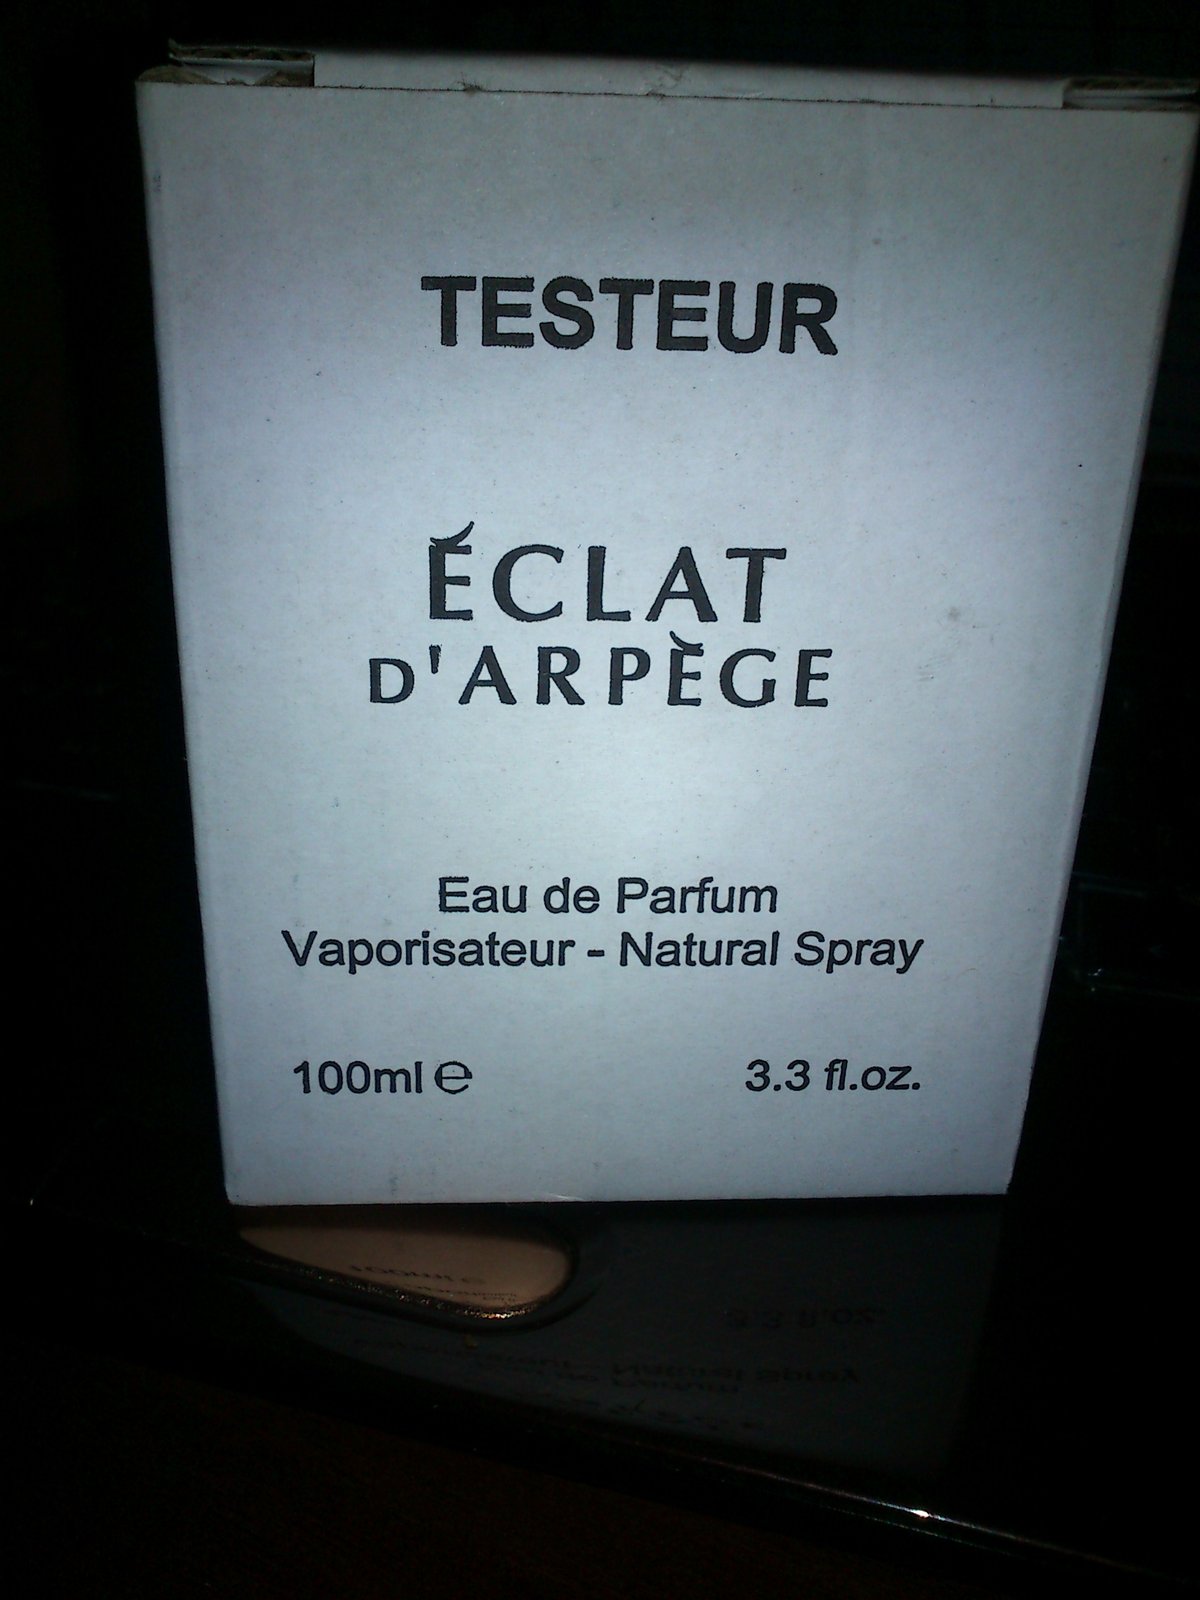 TESTEUR
ÉCLAT
D'ARPÈGE
Eau de Parfum
Vaporisateur - Natural Spray
100ml ℮ 3.3 fl.oz.